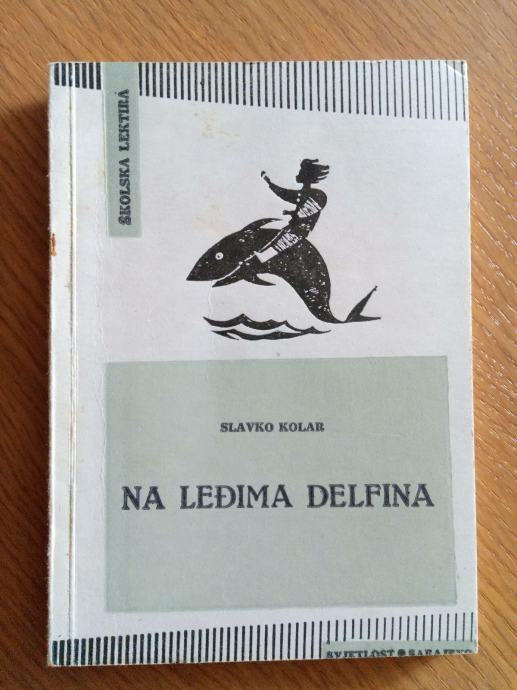 ŠKOLSKA LEKTIRA
SLAVKO KOLAR
NA LEĐIMA DELFINA
SVJETLOST SARAJEVO